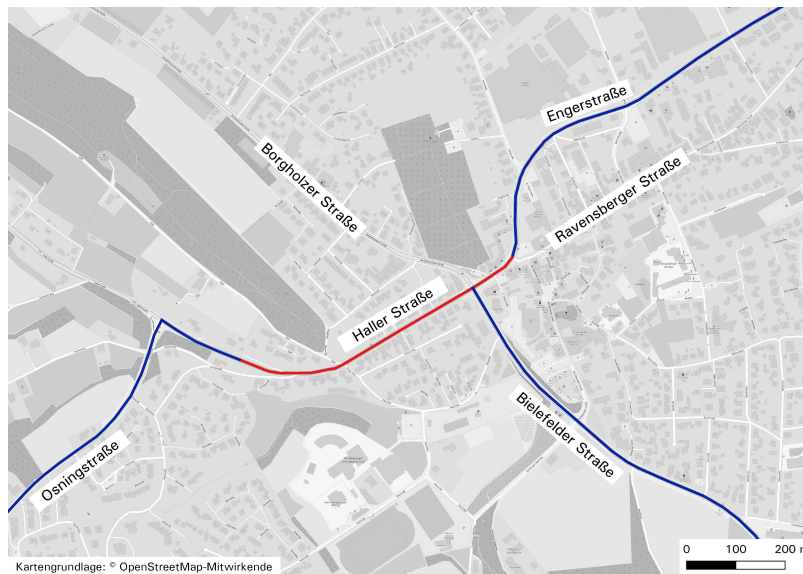 Engerstraße
Borgholzer Straße
Ravensberger Straße
Haller Straße
Bielefelder Straße
Osningstraße
0 100 200 m
Kartengrundlage: © OpenStreetMap-Mitwirkende